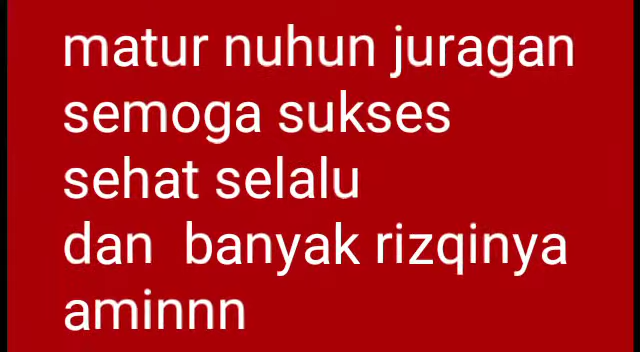 matur nuhun juragan
semoga sukses
sehat selalu
dan  banyak rizqinya
aminnn